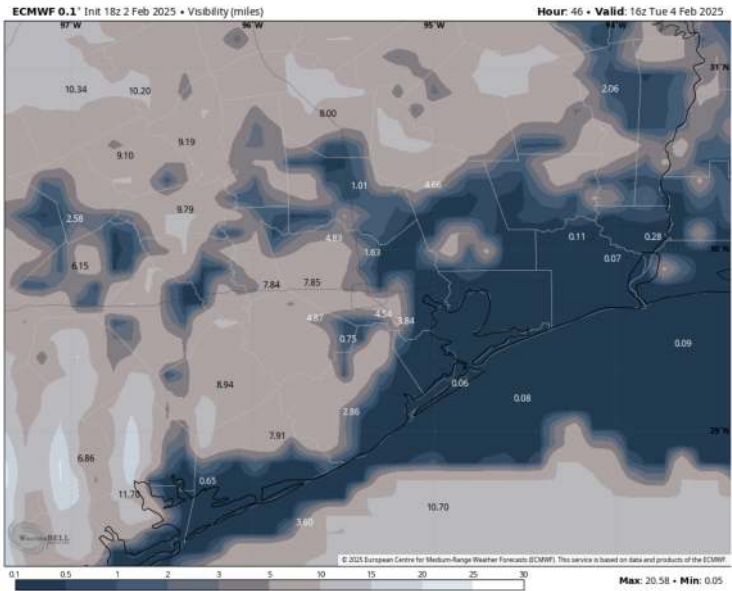 ECMWF 0.1° Init 18z 2 Feb 2025 • Visibility (miles)
Hour: 46 • Valid: 16z Tue 4 Feb 2025
97°W 96°W 95°W 94°W
31°N
10.34 10.20 2.06
8.00
9.19
9.10
1.01 4.66
9.79
2.58
4.83 0.11 0.28
1.63 0.07
30°N
6.15
7.84 7.85
4.87 4.54 3.84
0.75 0.09
8.94 0.06
0.08
2.86
7.91
29°N
6.86
0.65
11.70
10.70
3.60
WeatherBELL
© 2025 European Centre for Medium-Range Weather Forecasts (ECMWF). This service is based on data and products of the ECMWF.
0.1 0.5 1 2 3 5 10 15 20 25 30
Max: 20.58 • Min: 0.05